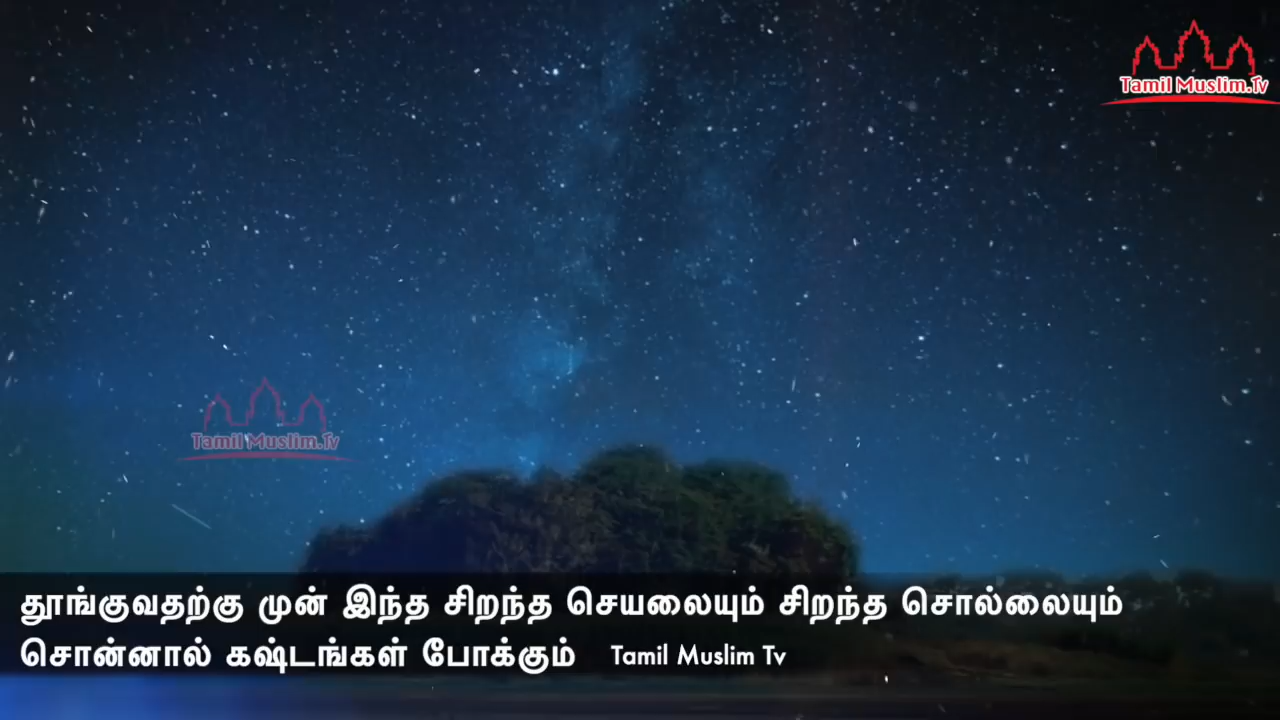 Tamil Muslim.Tv
Tamil Muslim.Tv
தூங்குவதற்கு முன் இந்த சிறந்த செயலையும் சிறந்த சொல்லையும்
சொன்னால் கஷ்டங்கள் போக்கும் Tamil Muslim Tv